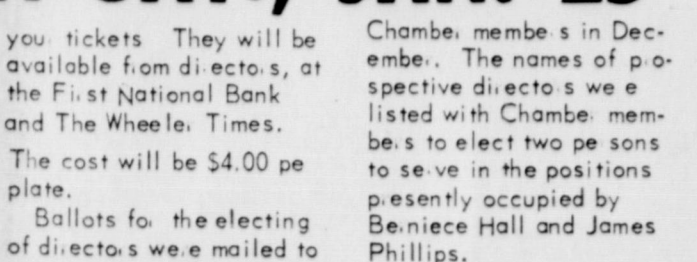 you tickets They will be
available from directors, at
the First National Bank
and The Wheeler Times.
The cost will be $4.00 per
plate.
Ballots for the electing
of directors were mailed to
Chamber members in Dec-
ember. The names of pro-
spective directors were
listed with Chamber mem-
bers to elect two persons
to serve in the positions
presently occupied by
Berniece Hall and James
Phillips.